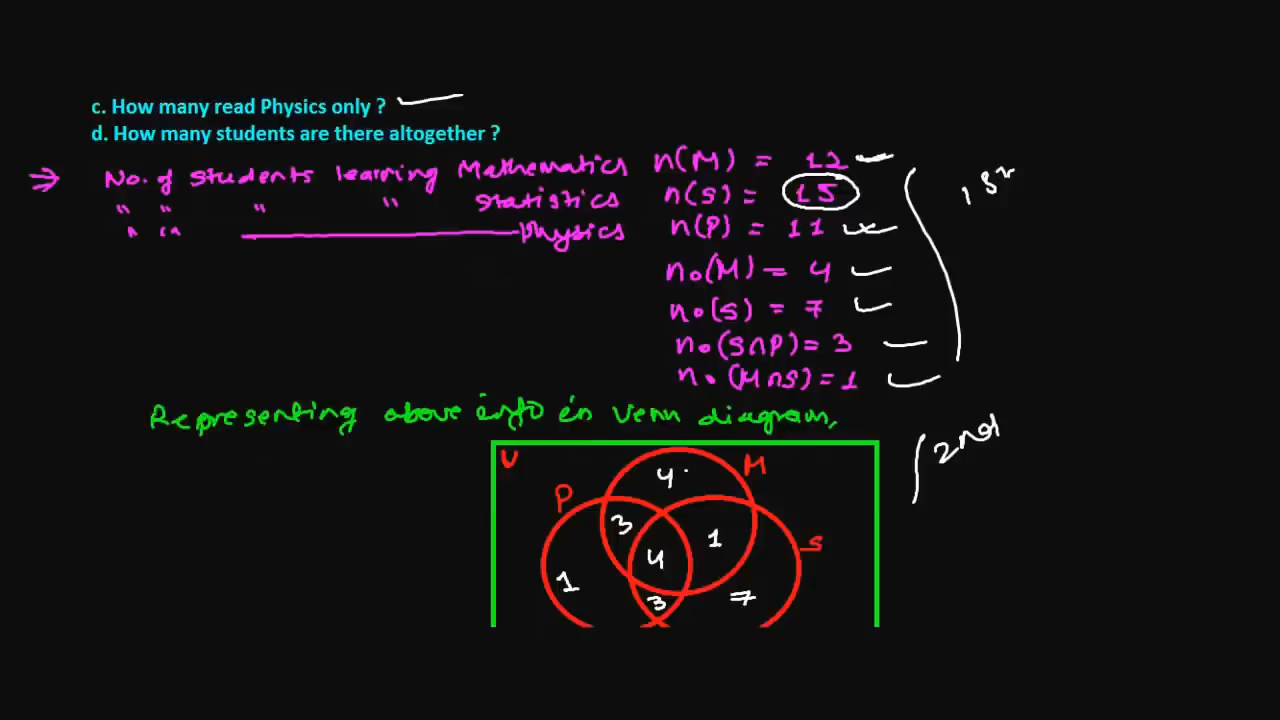 c. How many read Physics only ?
d. How many students are there altogether ?
⇒ No. of students learning Mathematics n(M) = 12
" " " " statistics n(s) = 15
" " physics n(P) = 11
n₀(M) = 4
n₀(s) = 7
n₀(s∩P) = 3
n₀(M∩s) = 1
1st
Representing above info in venn diagram,
2nd
U
M
P
S
4
3
1
4
1
3
7